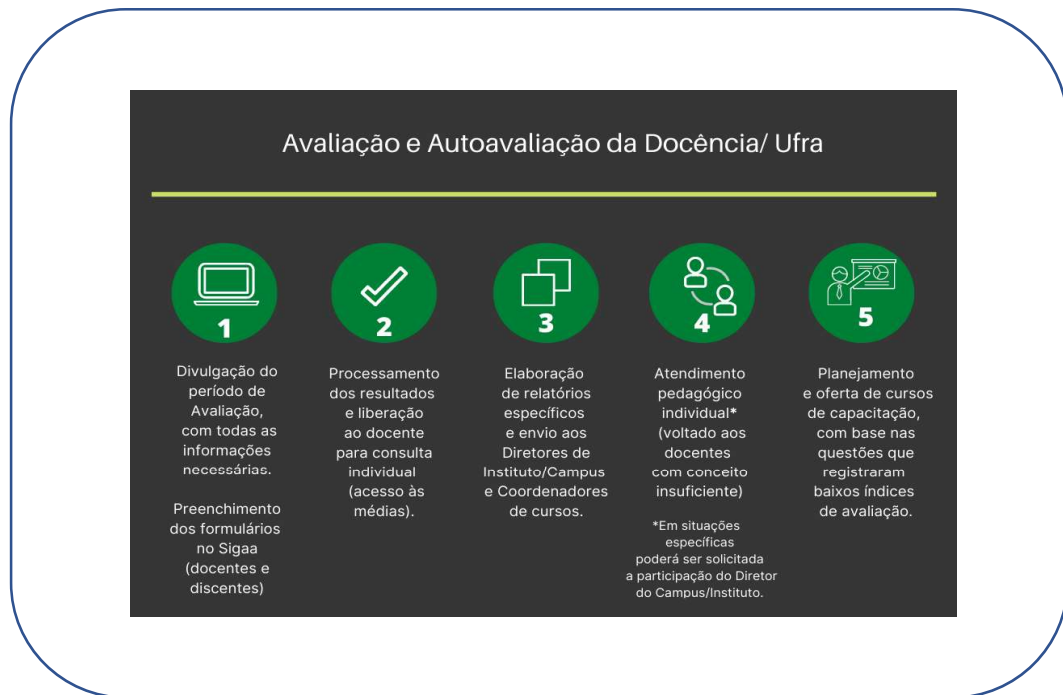 Avaliação e Autoavaliação da Docência/ Ufra
1
Divulgação do
período de
Avaliação,
com todas as
informações
necessárias.
Preenchimento
dos formulários
no Sigaa
(docentes e
discentes)
2
Processamento
dos resultados
e liberação
ao docente
para consulta
individual
(acesso às
médias).
3
Elaboração
de relatórios
específicos
e envio aos
Diretores de
Instituto/Campus
e Coordenadores
de cursos.
4
Atendimento
pedagógico
individual*
(voltado aos
docentes
com conceito
insuficiente)
*Em situações
específicas
poderá ser solicitada
a participação do Diretor
do Campus/Instituto.
5
Planejamento
e oferta de cursos
de capacitação,
com base nas
questões que
registraram
baixos índices
de avaliação.